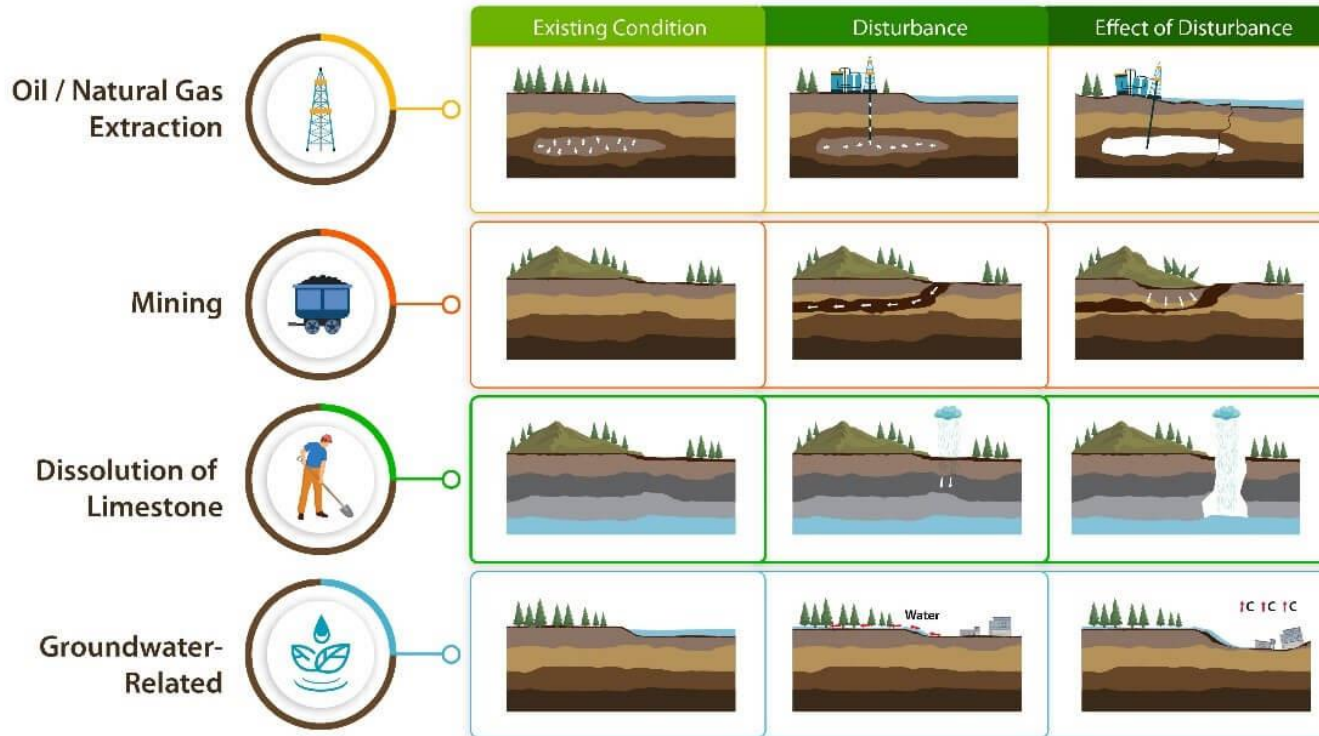 Existing Condition
Disturbance
Effect of Disturbance
Oil / Natural Gas
Extraction
Mining
Dissolution of
Limestone
Groundwater-
Related
Water
C C C